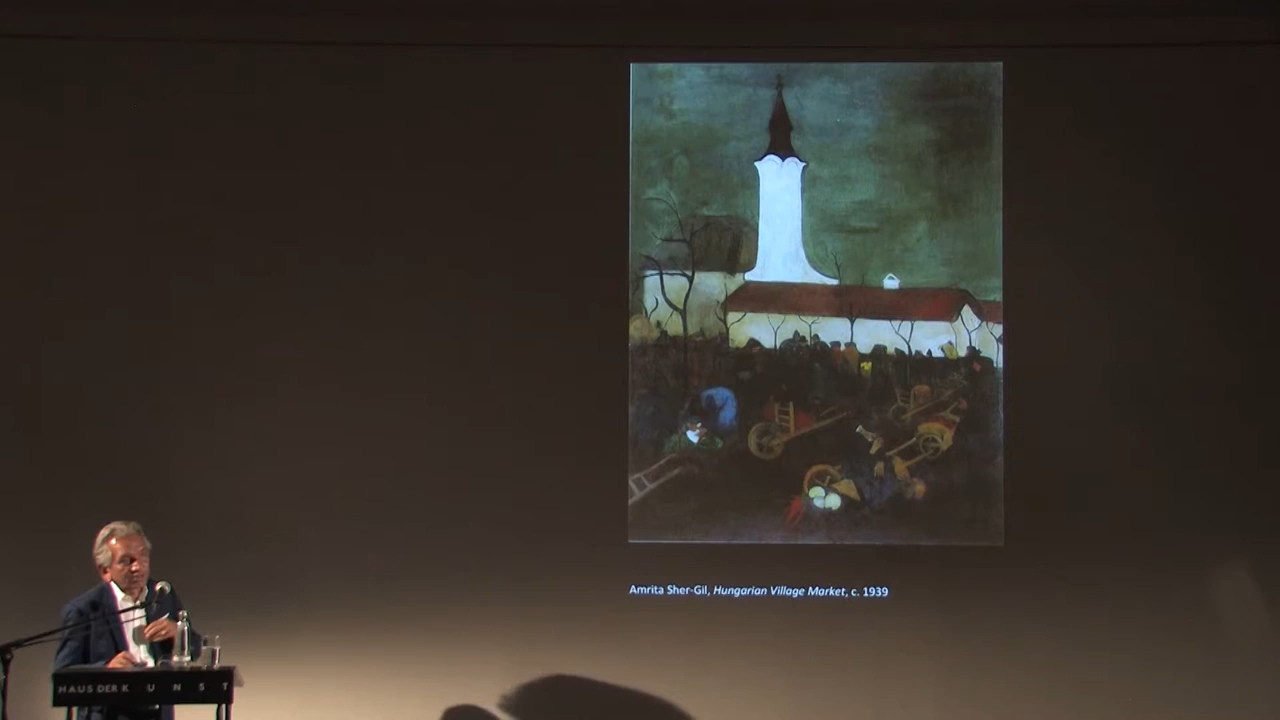 Amrita Sher-Gil, Hungarian Village Market, c. 1939
HAUS DER K U N S T